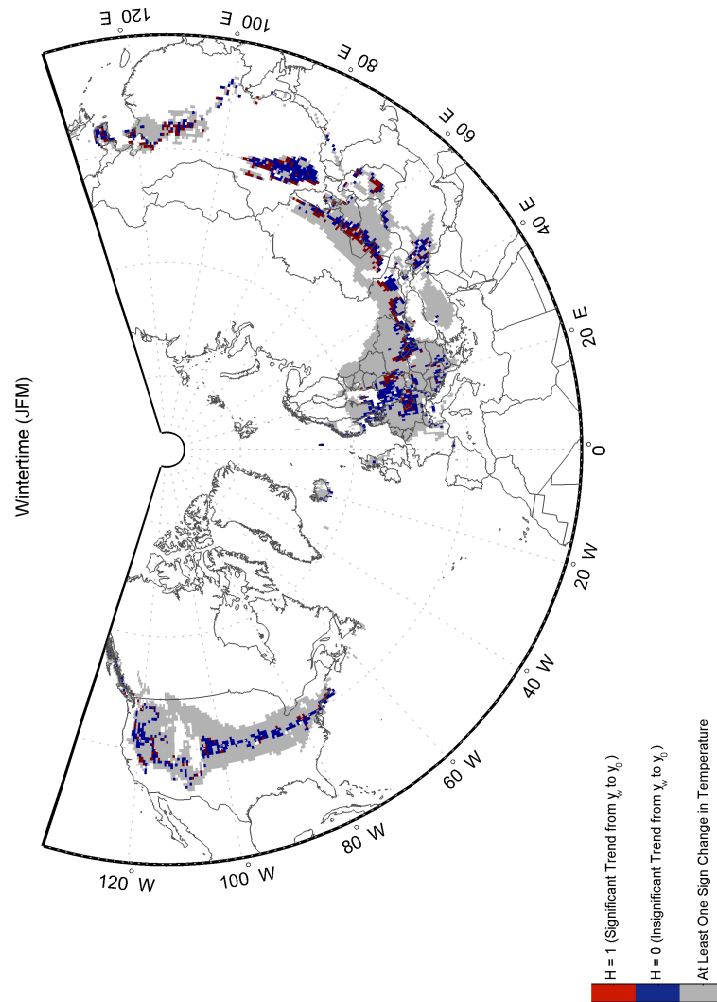 Wintertime (JFM)
120 °E
100 °E
80 °E
60 °E
40 °E
20 °E
0°
20 °W
40 °W
60 °W
80 °W
100 °W
120 °W
H = 1 (Significant Trend from y_w to y_0)
H = 0 (Insignificant Trend from y_w to y_0)
At Least One Sign Change in Temperature